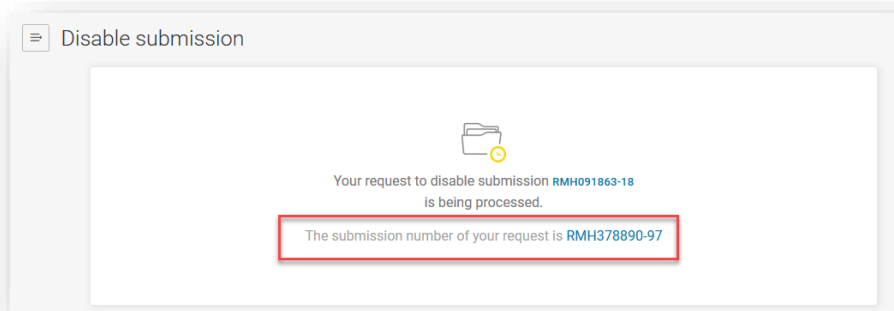 Disable submission
Your request to disable submission RMH091863-18
is being processed.
The submission number of your request is RMH378890-97